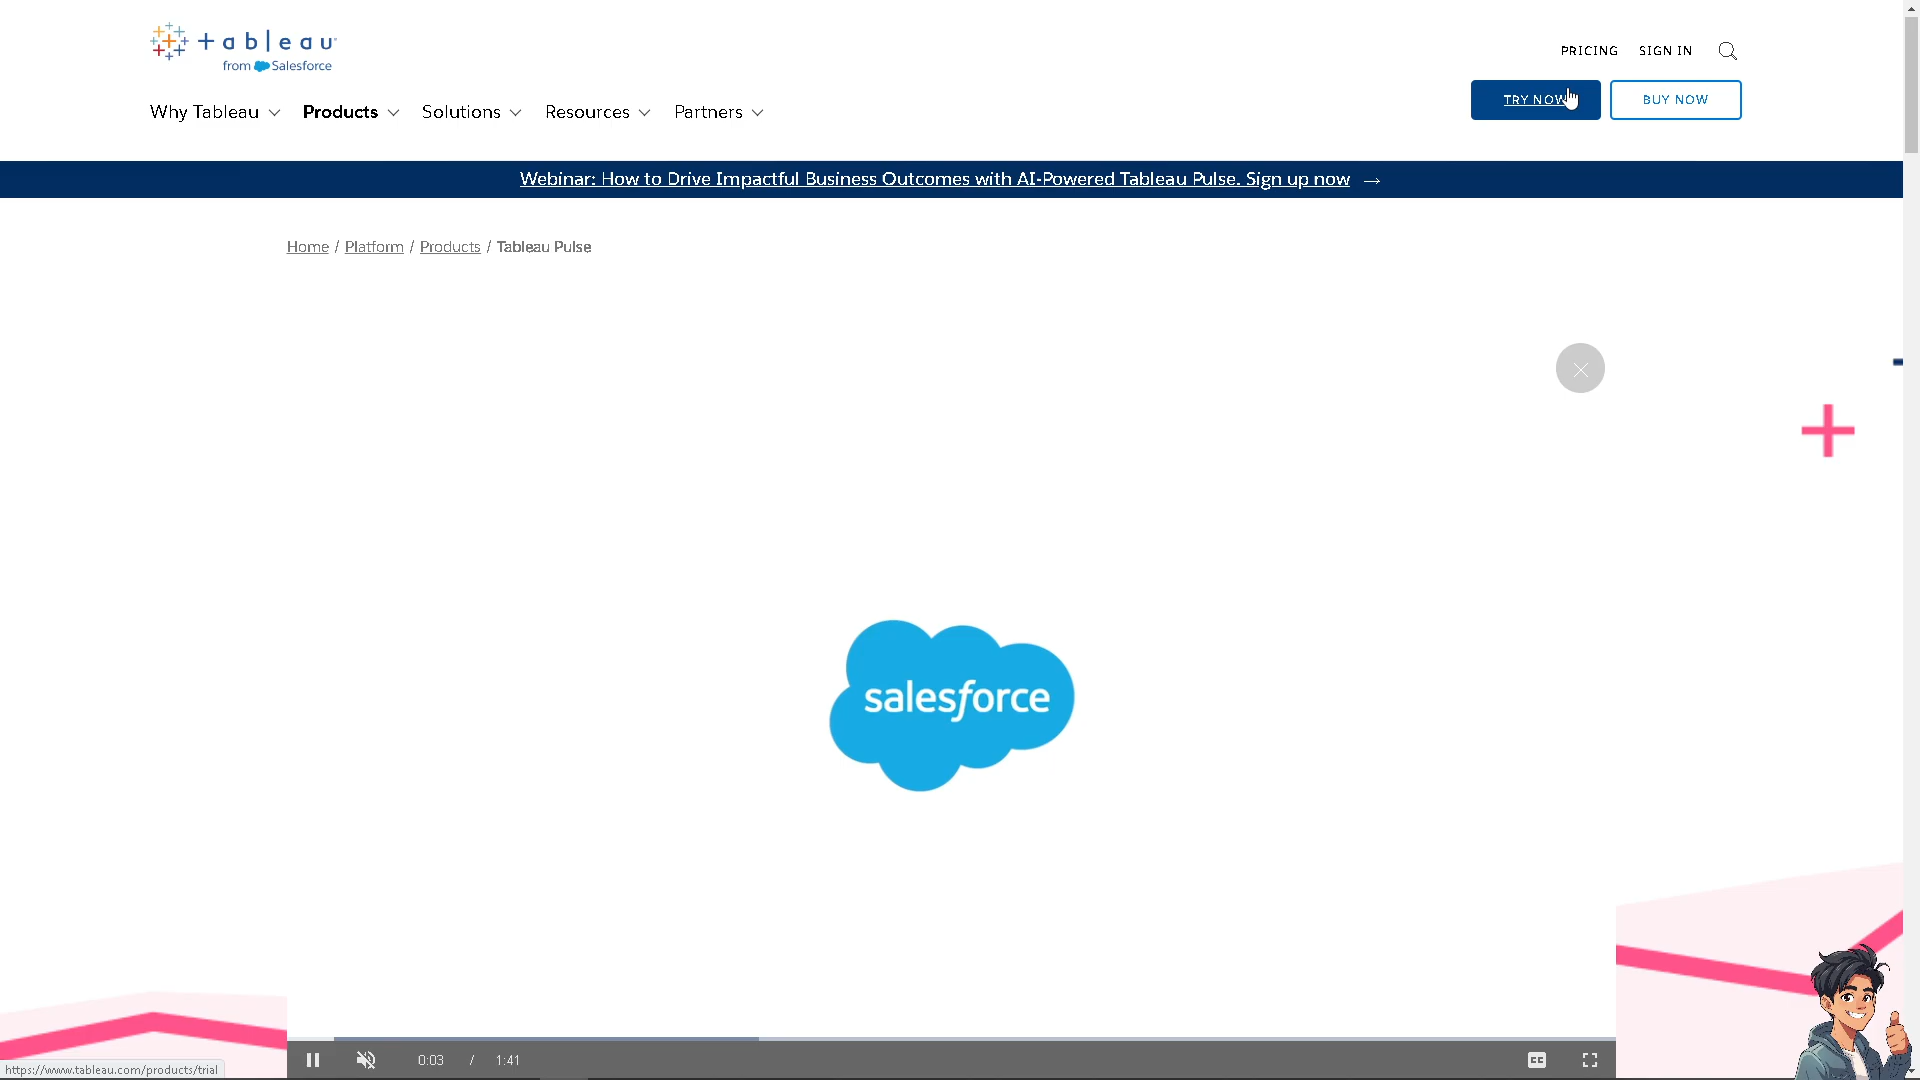 +ableau
from Salesforce
PRICING SIGN IN
Why Tableau Products Solutions Resources Partners
TRY NOW BUY NOW
Webinar: How to Drive Impactful Business Outcomes with AI-Powered Tableau Pulse. Sign up now →
Home / Platform / Products / Tableau Pulse
salesforce
0:03 / 1:41
CC
https://www.tableau.com/products/trial